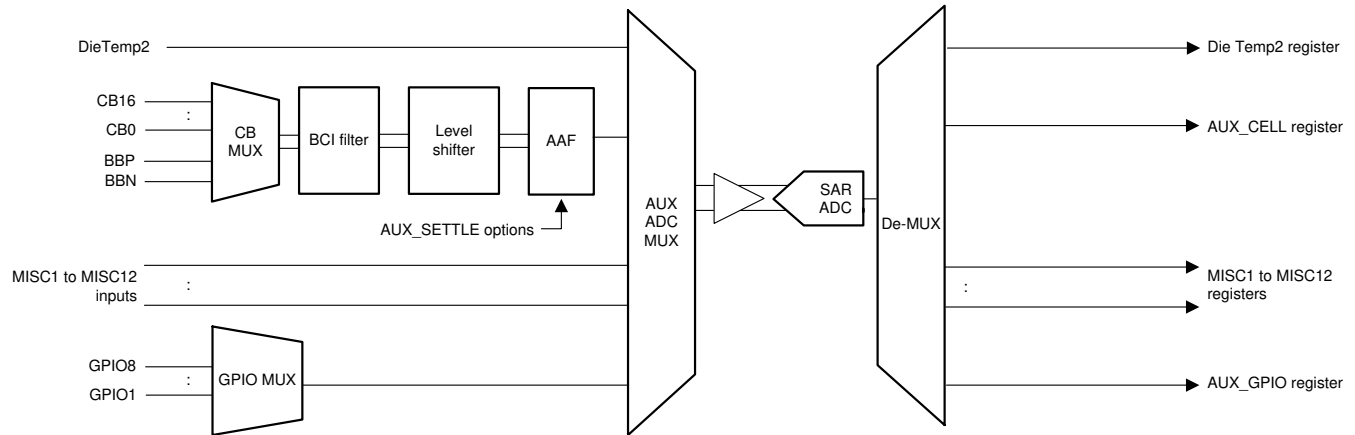 DieTemp2
CB16
:
CB0
BBP
BBN
CB
MUX
BCI filter
Level
shifter
AAF
AUX_SETTLE options
MISC1 to MISC12
inputs
:
GPIO8
:
GPIO1
GPIO MUX
AUX
ADC
MUX
SAR
ADC
De-MUX
Die Temp2 register
AUX_CELL register
:
MISC1 to MISC12
registers
AUX_GPIO register